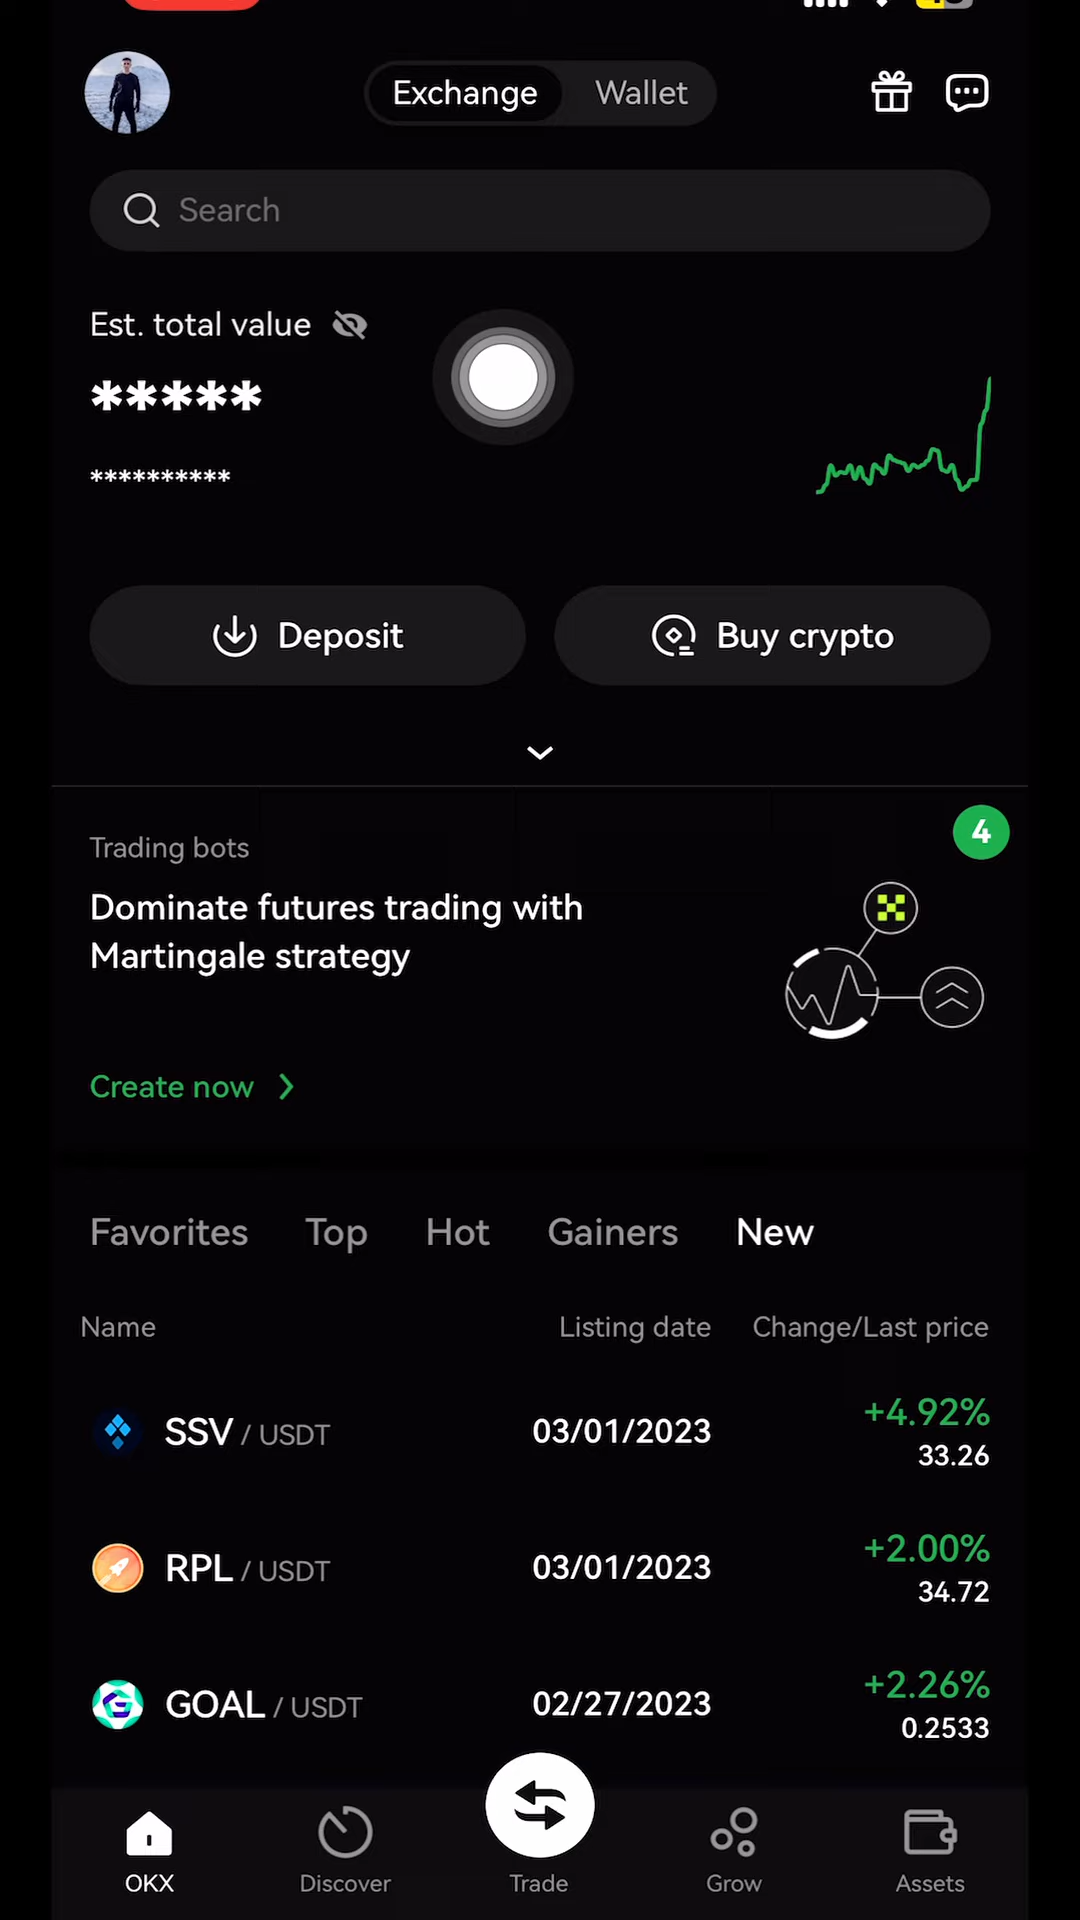 Exchange Wallet
Search
Est. total value
*****
**********
Deposit Buy crypto
4
Trading bots
Dominate futures trading with
Martingale strategy
Create now
Favorites Top Hot Gainers New
Name Listing date Change/Last price
SSV / USDT 03/01/2023 +4.92%
33.26
RPL / USDT 03/01/2023 +2.00%
34.72
GOAL / USDT 02/27/2023 +2.26%
0.2533
OKX Discover Trade Grow Assets